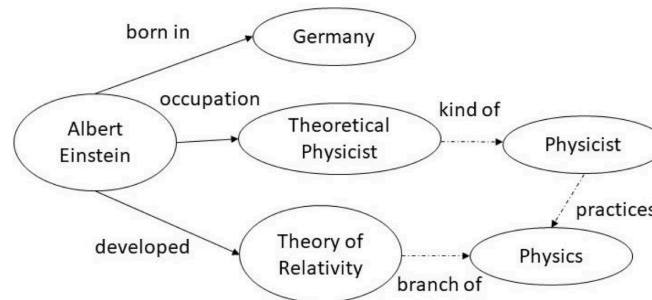 born in
Germany
occupation
kind of
Albert
Einstein
Theoretical
Physicist
Physicist
practices
developed
Theory of
Relativity
branch of
Physics